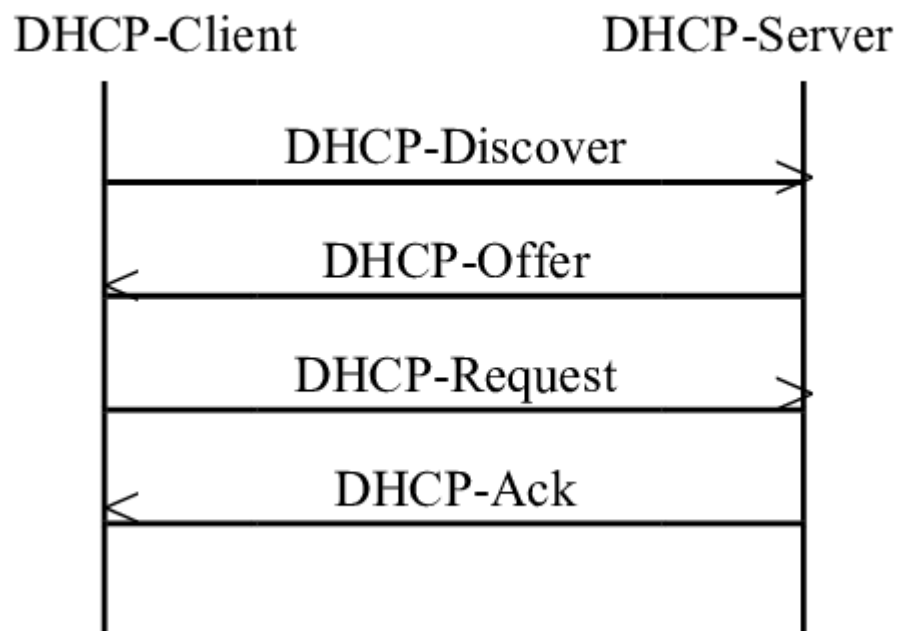 DHCP-Client DHCP-Server
DHCP-Discover
DHCP-Offer
DHCP-Request
DHCP-Ack